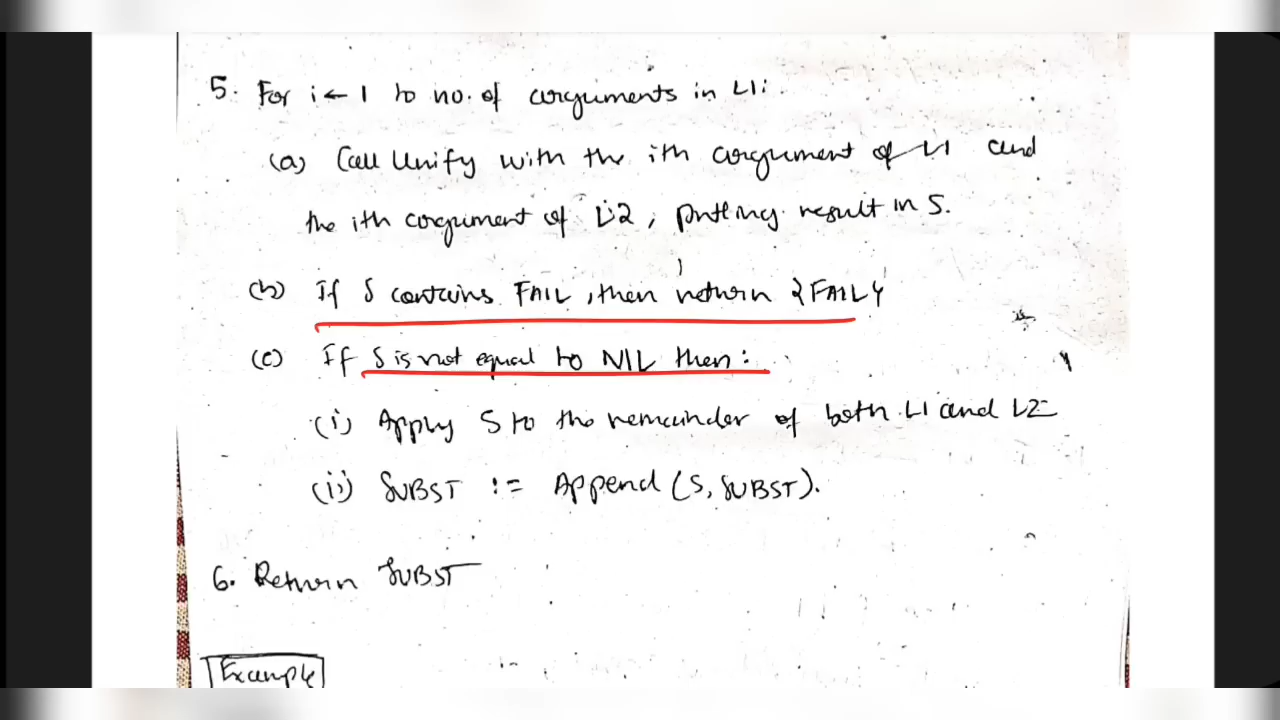 5. For i ← 1 to no. of arguments in L1:
(a) Call Unify with the ith argument of L1 and
the ith argument of L2, putting result in S.
(b) If S contains FAIL, then return {FAIL}
(c) If S is not equal to NIL then:
(i) Apply S to the remainder of both L1 and L2
(ii) SUBST := Append (S, SUBST).
6. Return SUBST
Example